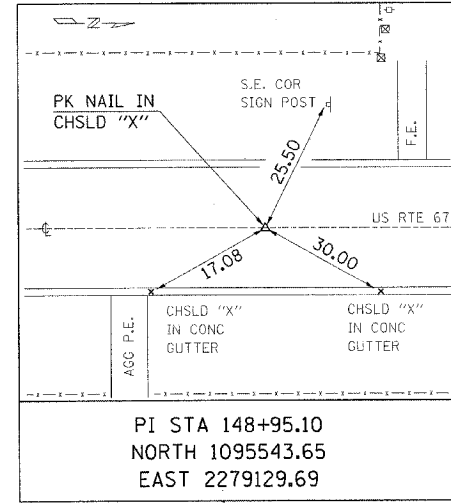 N
S.E. COR
SIGN POST
PK NAIL IN
CHSLD "X"
F.E.
25.50
US RTE 67
17.08
30.00
CHSLD "X"
IN CONC
GUTTER
CHSLD "X"
IN CONC
GUTTER
AGG P.E.
PI STA 148+95.10
NORTH 1095543.65
EAST 2279129.69